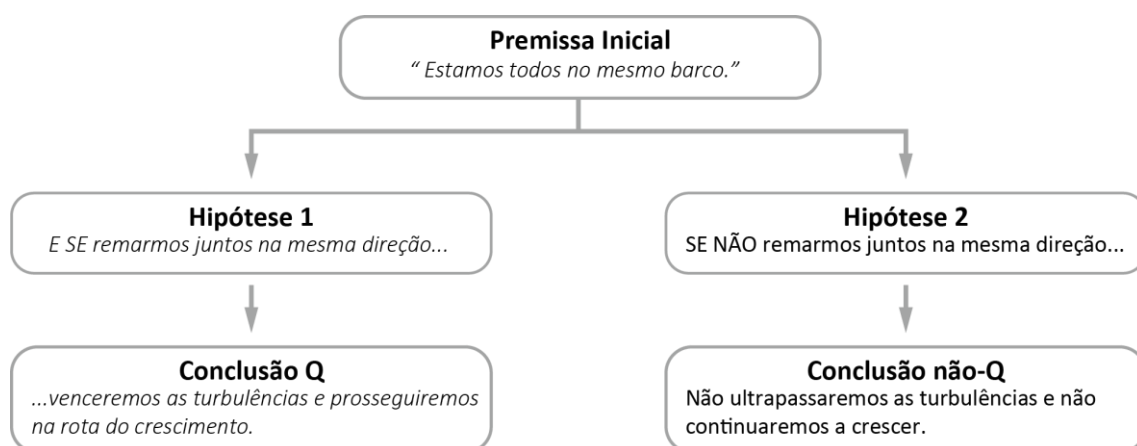 Premissa Inicial
“ Estamos todos no mesmo barco.”
Hipótese 1
E SE remarmos juntos na mesma direção...
Hipótese 2
SE NÃO remarmos juntos na mesma direção...
Conclusão Q
...venceremos as turbulências e prosseguiremos
na rota do crescimento.
Conclusão não-Q
Não ultrapassaremos as turbulências e não
continuaremos a crescer.